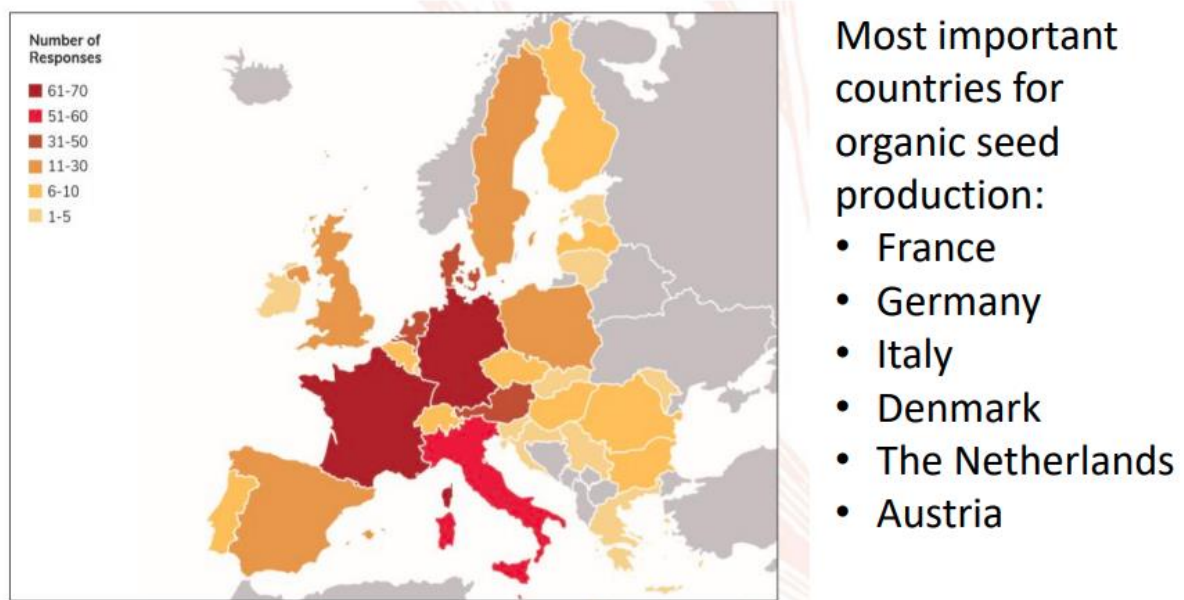 Number of
Responses
61-70
51-60
31-50
11-30
6-10
1-5
Most important
countries for
organic seed
production:
• France
• Germany
• Italy
• Denmark
• The Netherlands
• Austria